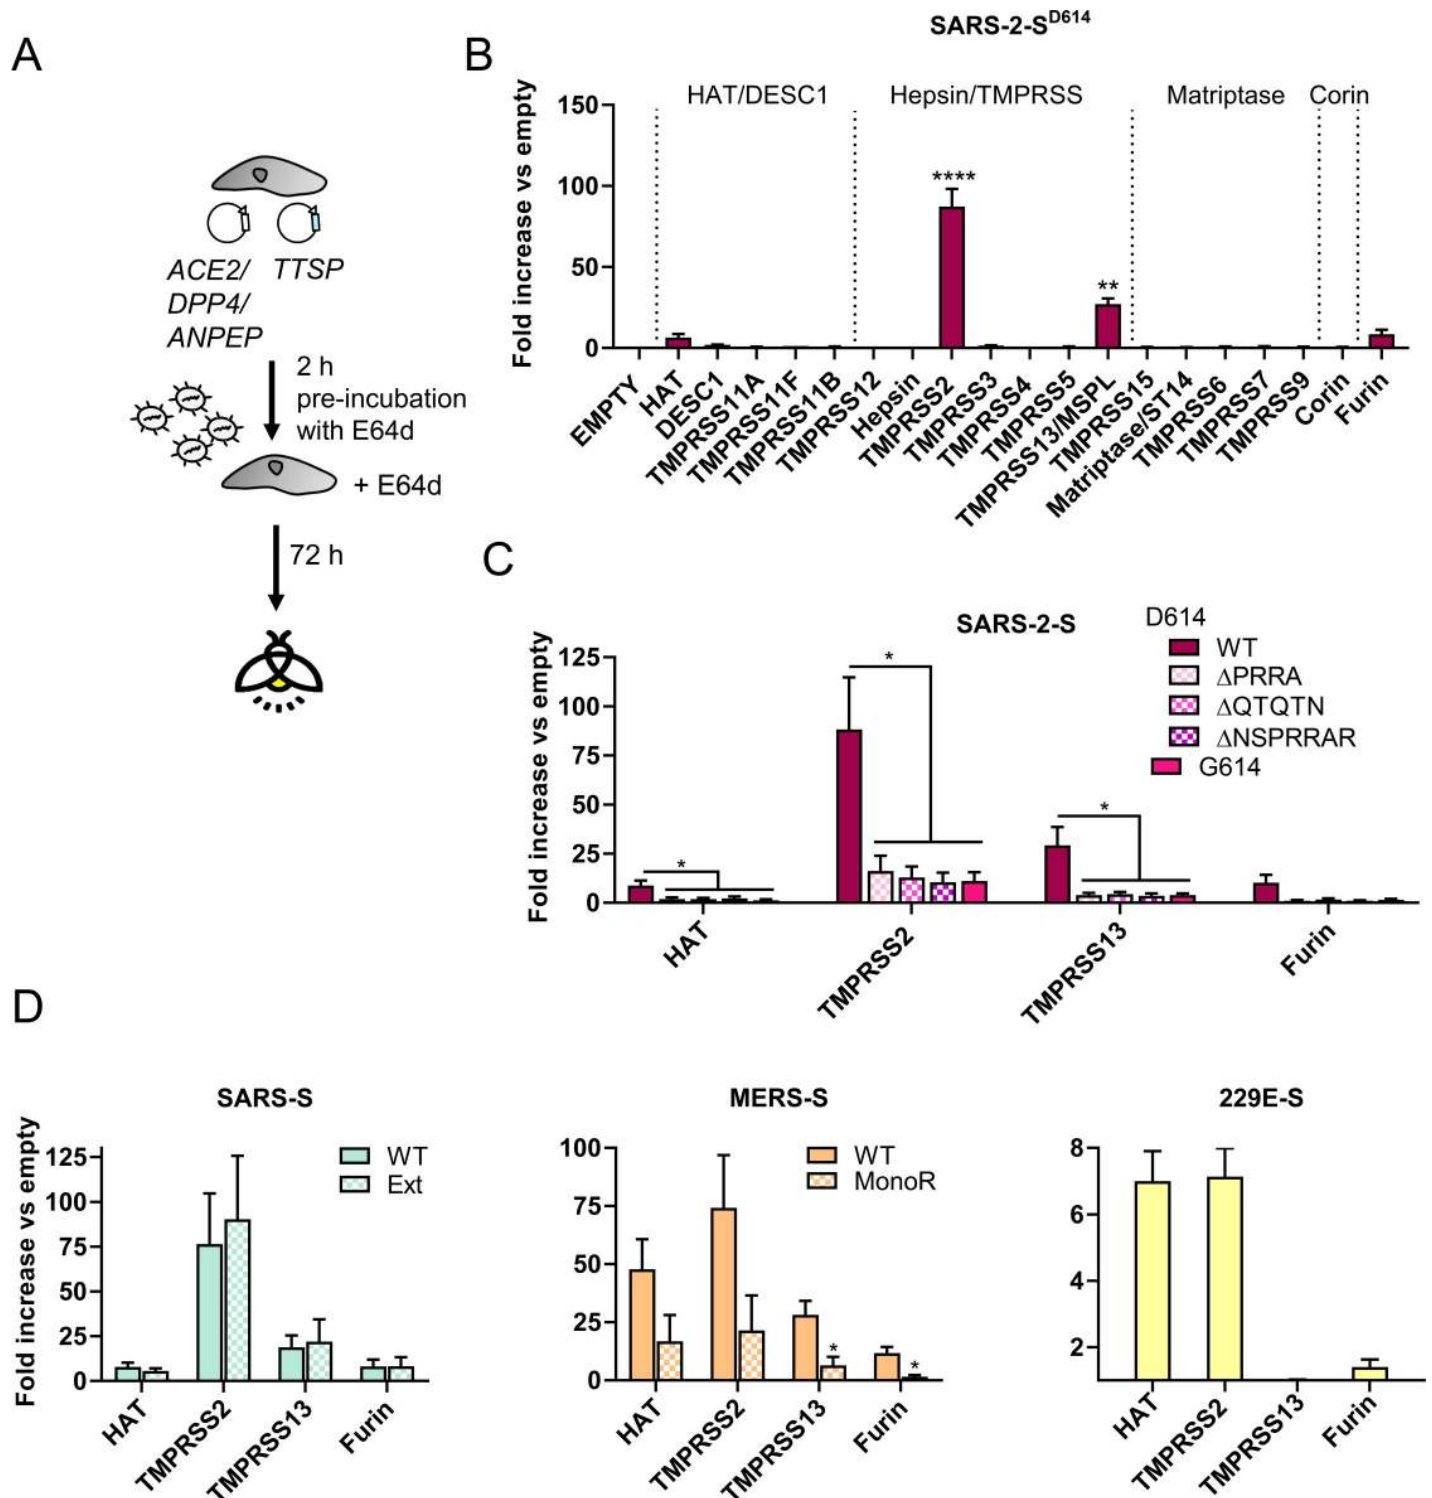 A
ACE2/ TTSP
DPP4/
ANPEP
2 h
pre-incubation
with E64d
+ E64d
72 h
B
SARS-2-S^D614
Fold increase vs empty
HAT/DESC1 Hepsin/TMPRSS Matriptase Corin
150
100
50
0
****
**
EMPTY
HAT
DESC1
TMPRSS11A
TMPRSS11F
TMPRSS11B
TMPRSS12
Hepsin
TMPRSS2
TMPRSS3
TMPRSS4
TMPRSS5
TMPRSS13/MSPL
TMPRSS15
Matriptase/ST14
TMPRSS6
TMPRSS7
TMPRSS9
Corin
Furin
C
SARS-2-S
Fold increase vs empty
125
100
75
50
25
0
*
*
*
D614
WT
ΔPRRA
ΔQTQTN
ΔNSPRRAR
G614
HAT
TMPRSS2
TMPRSS13
Furin
D
SARS-S
Fold increase vs empty
125
100
75
50
25
0
WT
Ext
HAT
TMPRSS2
TMPRSS13
Furin
MERS-S
100
75
50
25
0
WT
MonoR
*
*
HAT
TMPRSS2
TMPRSS13
Furin
229E-S
8
6
4
2
HAT
TMPRSS2
TMPRSS13
Furin